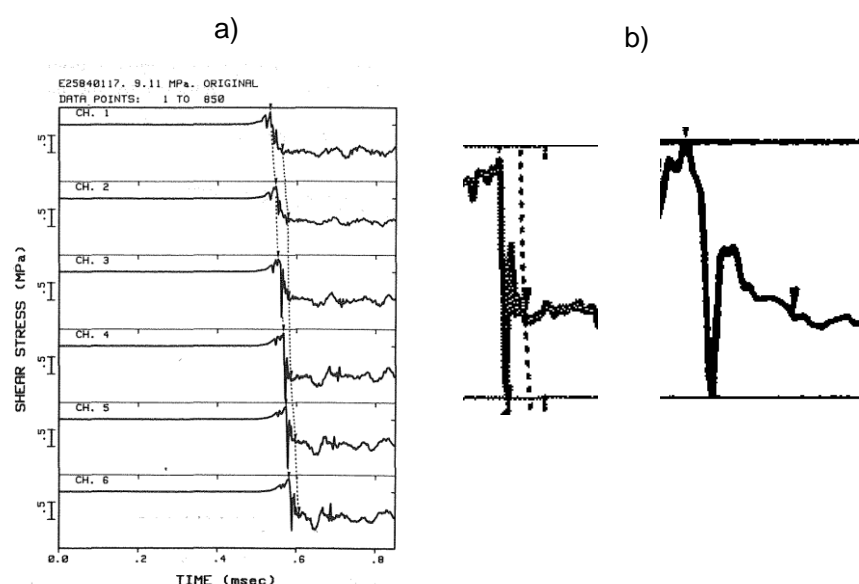 a)
b)
E25840117. 9.11 MPa. ORIGINAL
DATA POINTS: 1 TO 850
CH. 1
.5
CH. 2
.5
CH. 3
.5
CH. 4
.5
CH. 5
.5
CH. 6
.5
SHEAR STRESS (MPa)
0.0 .2 .4 .6 .8
TIME (msec)